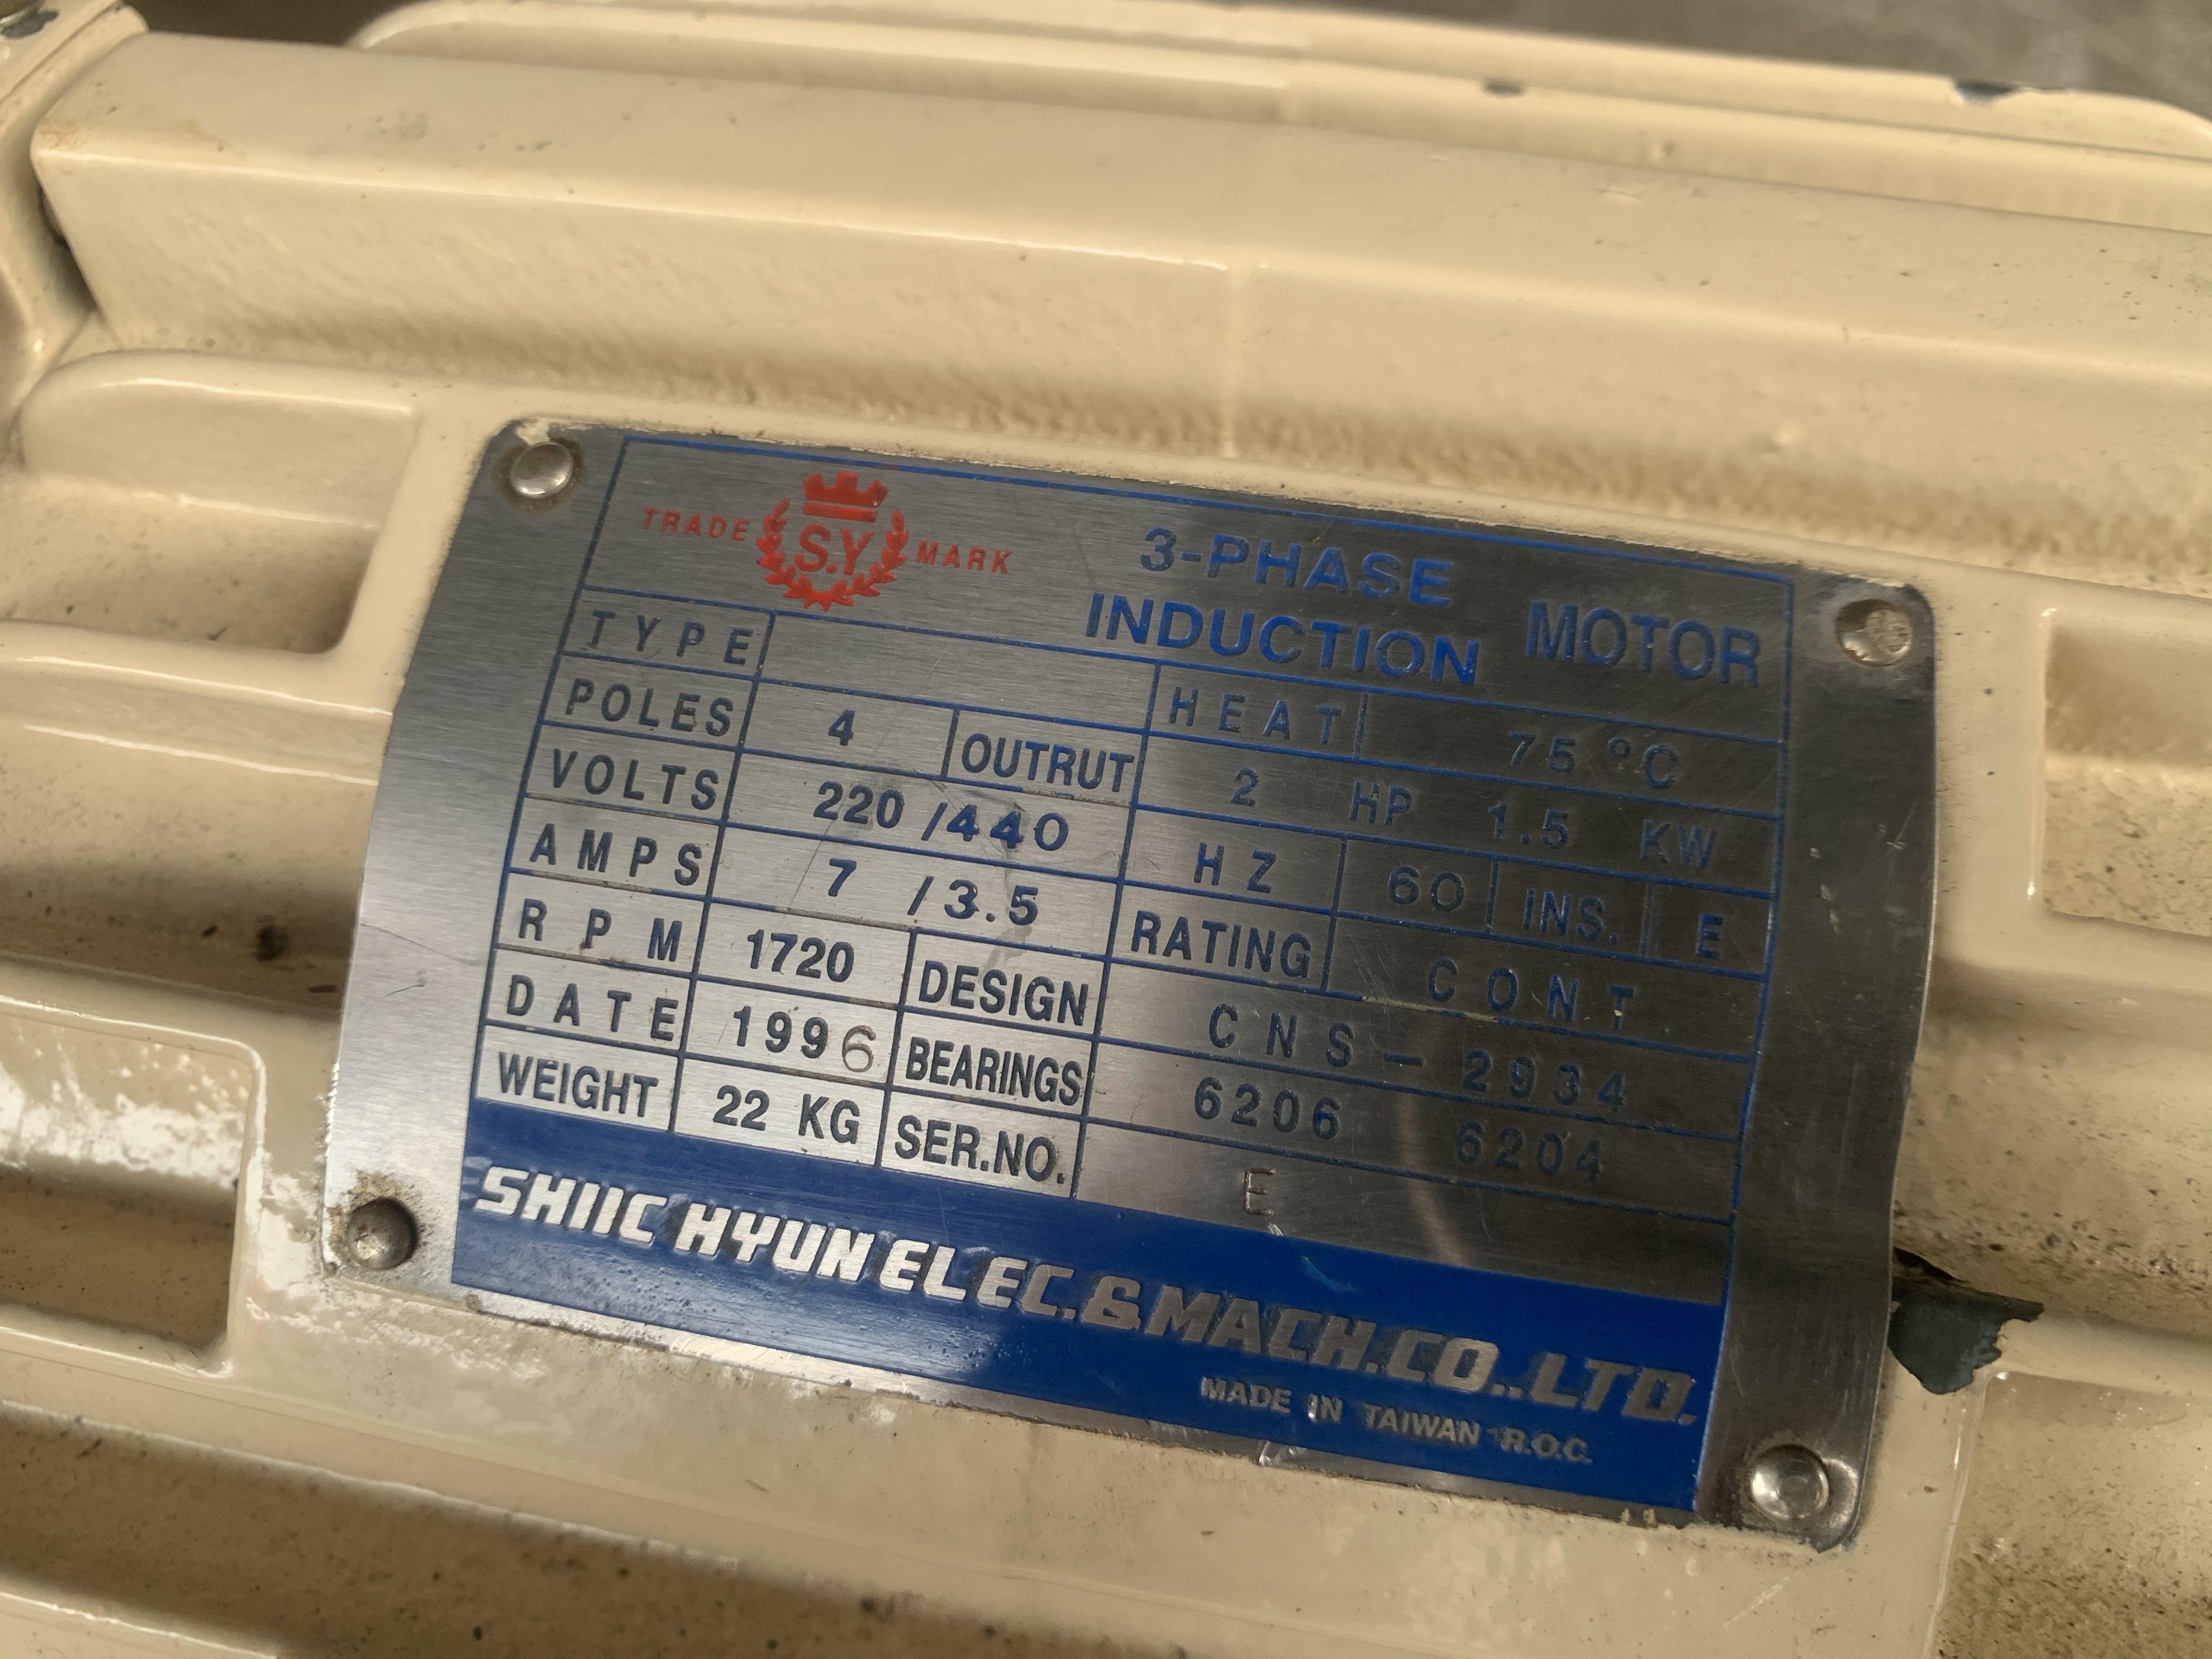 TRADE S.Y MARK
3-PHASE
INDUCTION MOTOR
TYPE HEAT 75 °C
POLES 4 OUTRUT 2 HP 1.5 KW
VOLTS 220 /440 HZ 60 INS. E
AMPS 7 /3.5 RATING CONT.
RPM 1720 DESIGN CNS-2934
DATE 1996 BEARINGS 6206 6204
WEIGHT 22 KG SER.NO. E
SHIIC HYUN ELEC.&MACH.CO.,LTD.
MADE IN TAIWAN R.O.C.